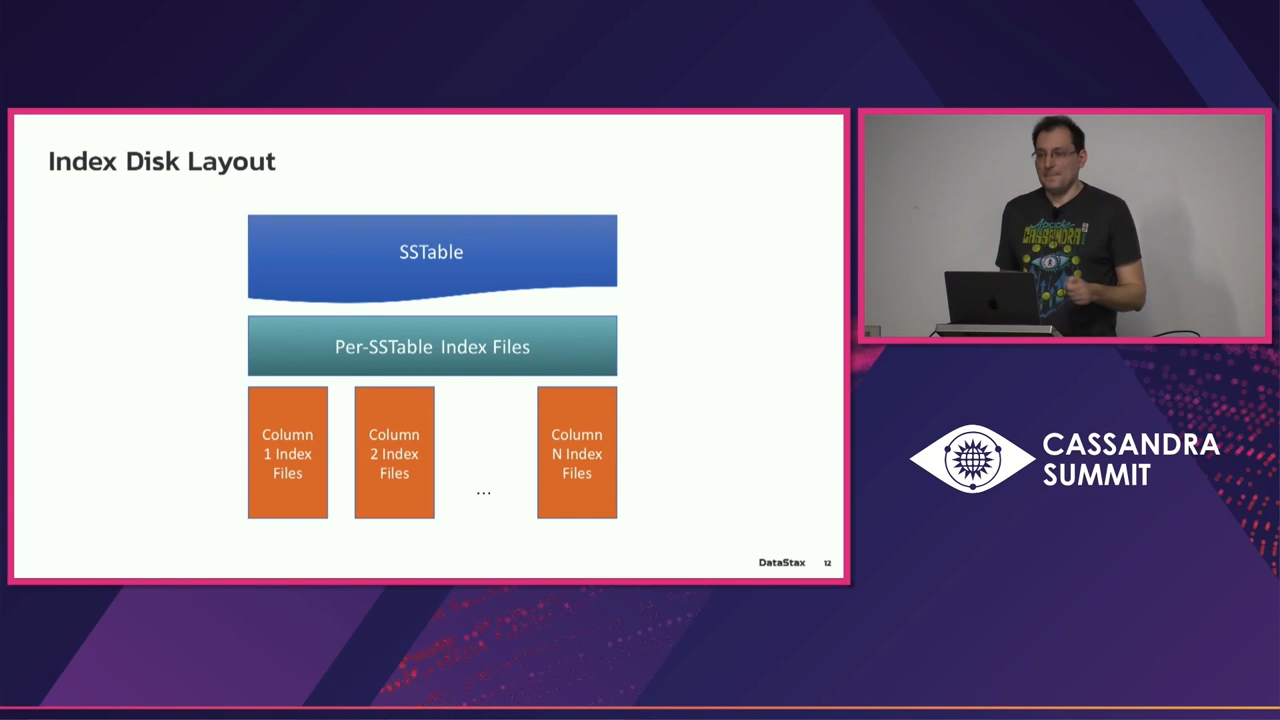 Index Disk Layout
SSTable
Per-SSTable Index Files
Column
1 Index
Files
Column
2 Index
Files
...
Column
N Index
Files
DataStax 12
CASSANDRA
CASSANDRA
SUMMIT